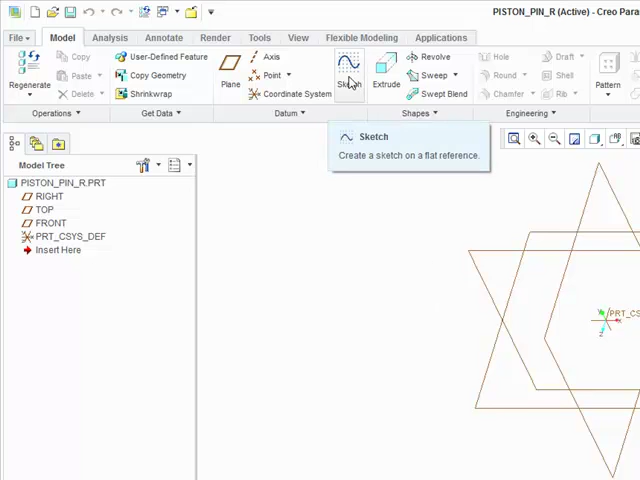 PISTON_PIN_R (Active) - Creo Para
File Model Analysis Annotate Render Tools View Flexible Modeling Applications
Regenerate Copy Paste User-Defined Feature Copy Geometry Shrinkwrap Plane Axis Point Coordinate System Sketch Extrude Revolve Sweep Swept Blend Hole Round Chamfer Draft Shell Rib Pattern
Operations Get Data Datum Shapes Engineering
Sketch
Create a sketch on a flat reference.
Model Tree
PISTON_PIN_R.PRT
RIGHT
TOP
FRONT
PRT_CSYS_DEF
Insert Here
PRT_CS